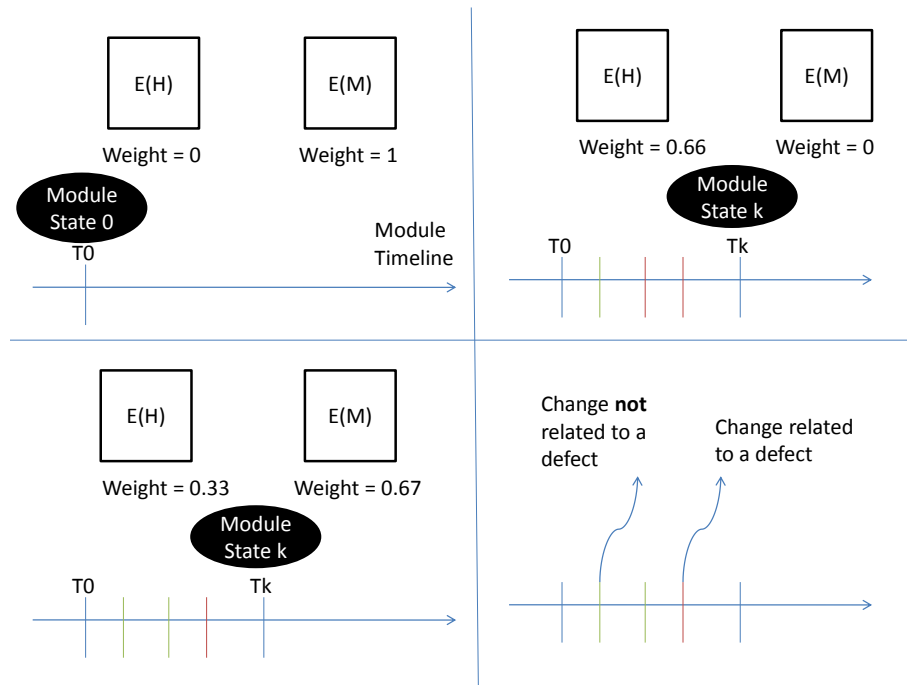 E(H)
E(M)
Weight = 0
Weight = 1
Module
State 0
T0
Module
Timeline
E(H)
E(M)
Weight = 0.66
Weight = 0
Module
State k
T0
Tk
E(H)
E(M)
Weight = 0.33
Weight = 0.67
Module
State k
T0
Tk
Change not
related to a
defect
Change related
to a defect